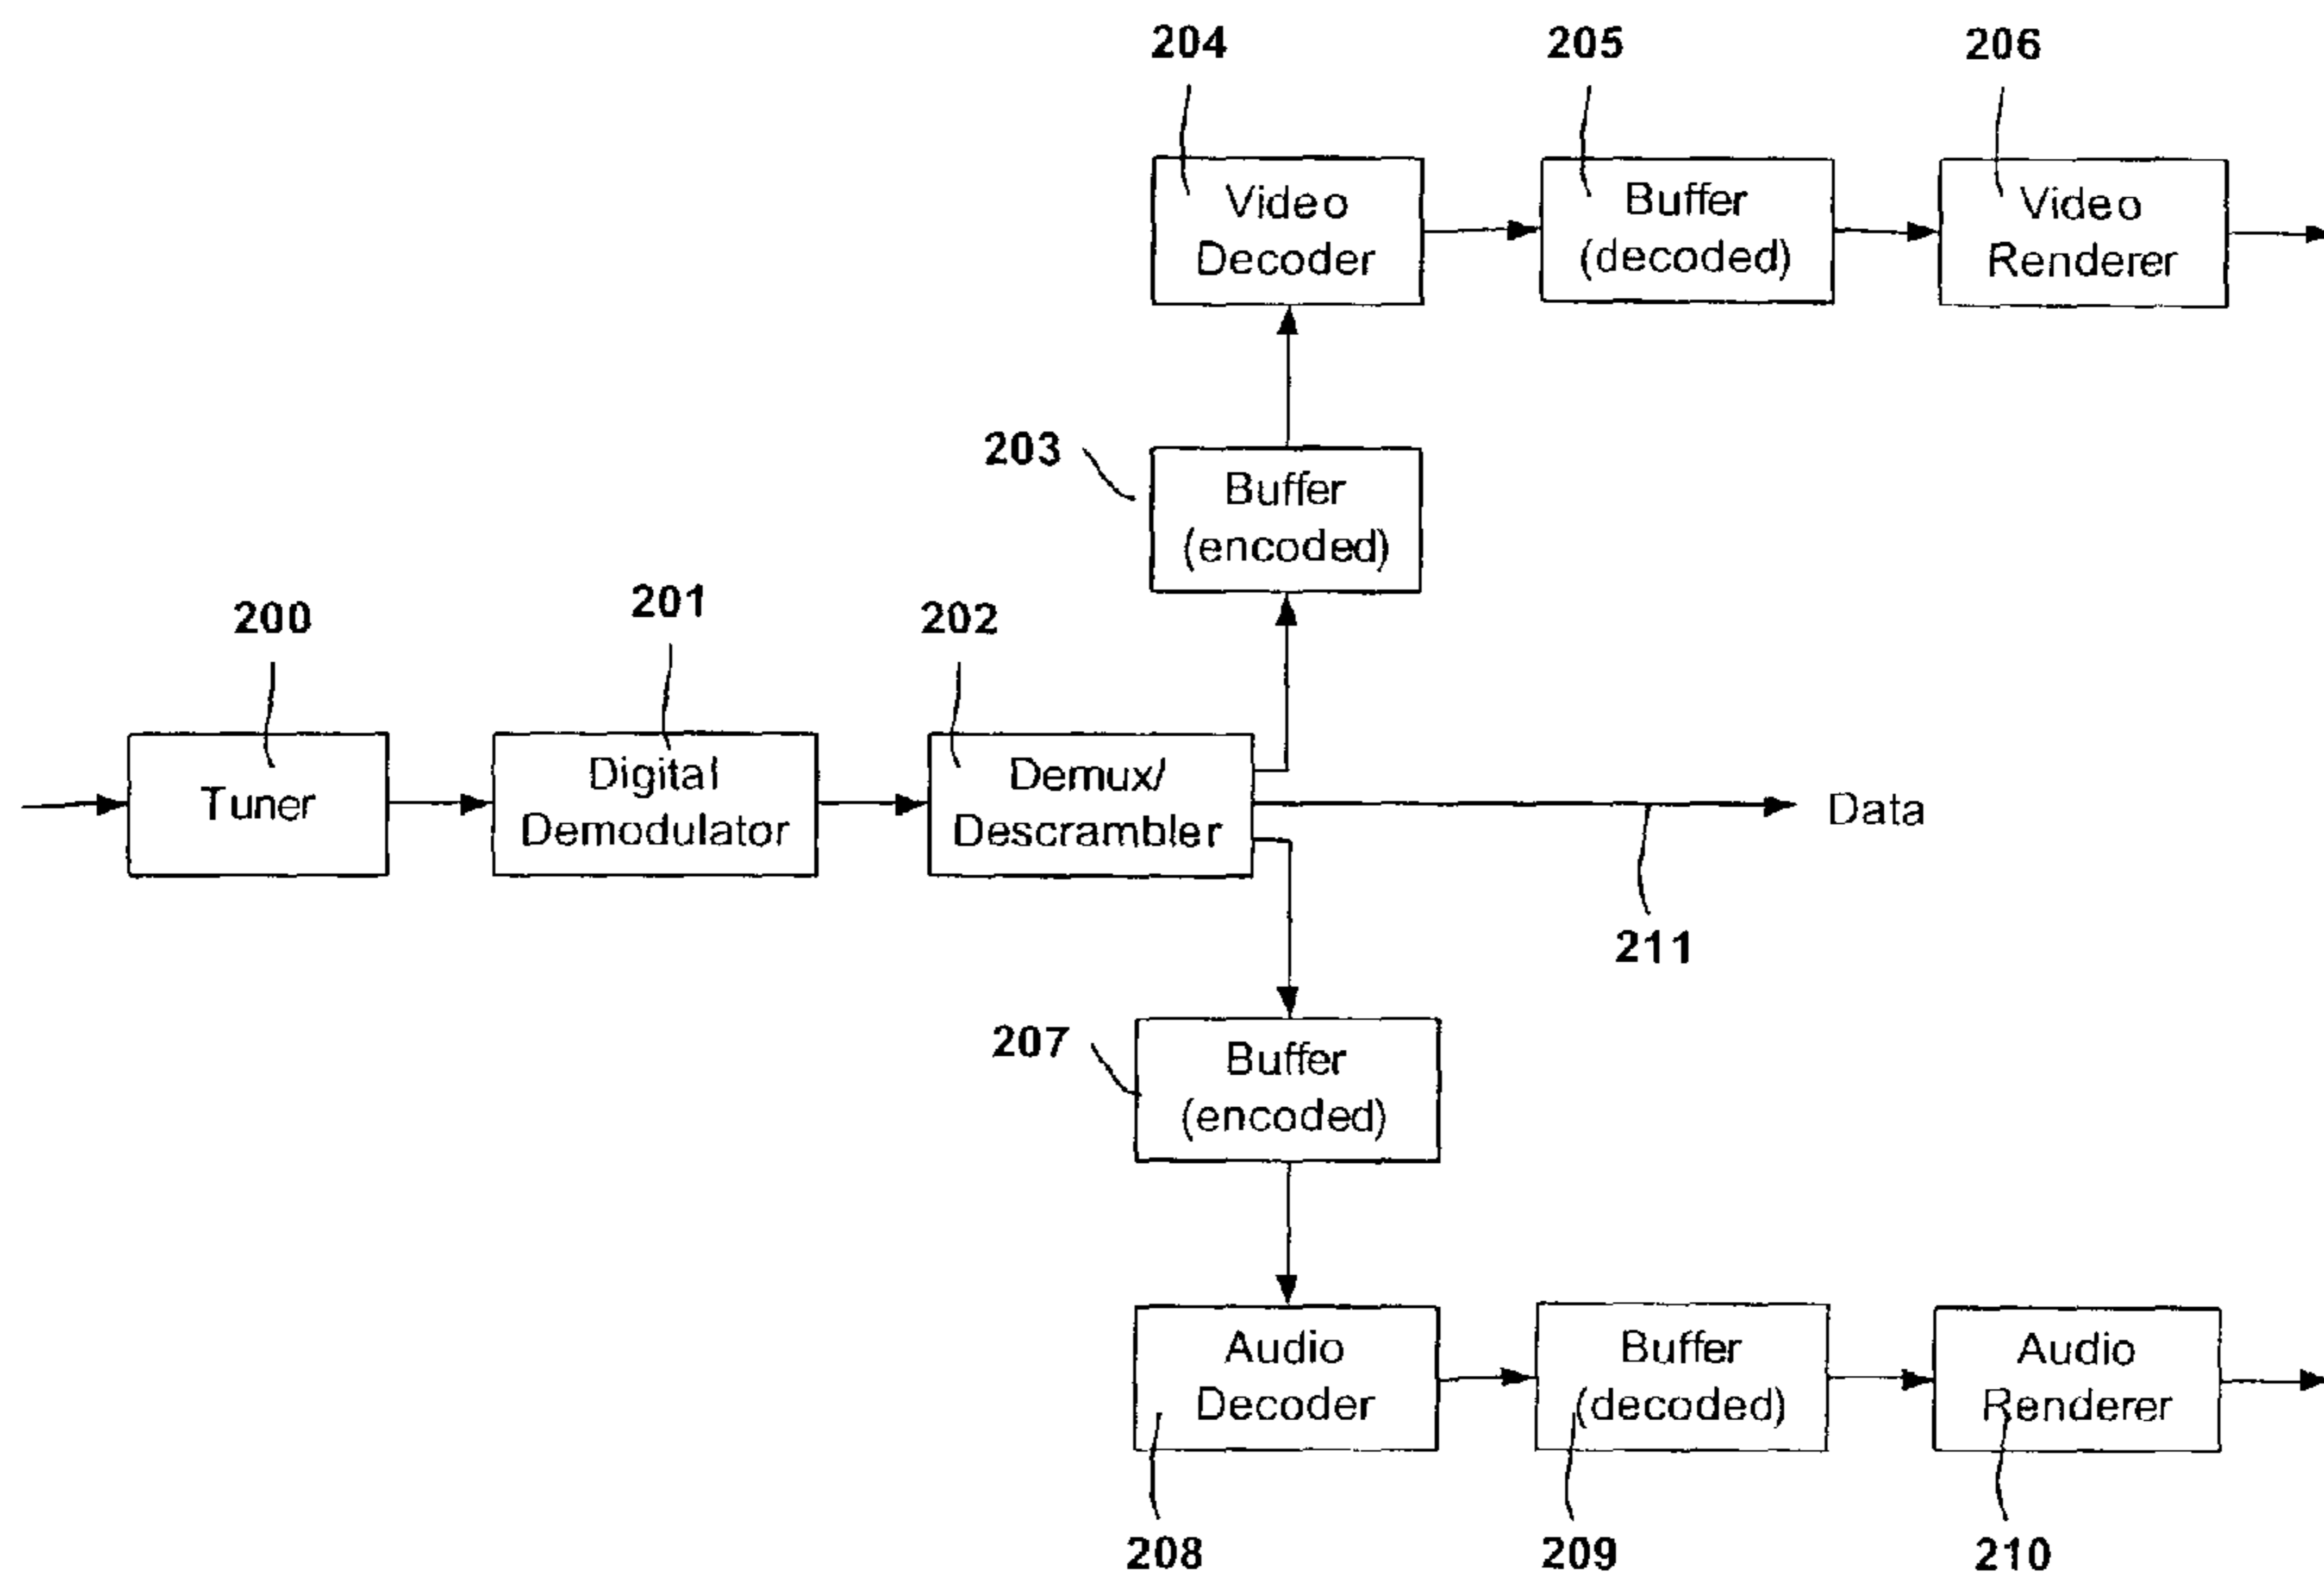 204
205
206
Video
Decoder
Buffer
(decoded)
Video
Renderer
203
Buffer
(encoded)
200
201
202
Tuner
Digital
Demodulator
Demux/
Descrambler
Data
211
207
Buffer
(encoded)
Audio
Decoder
Buffer
(decoded)
Audio
Renderer
208
209
210